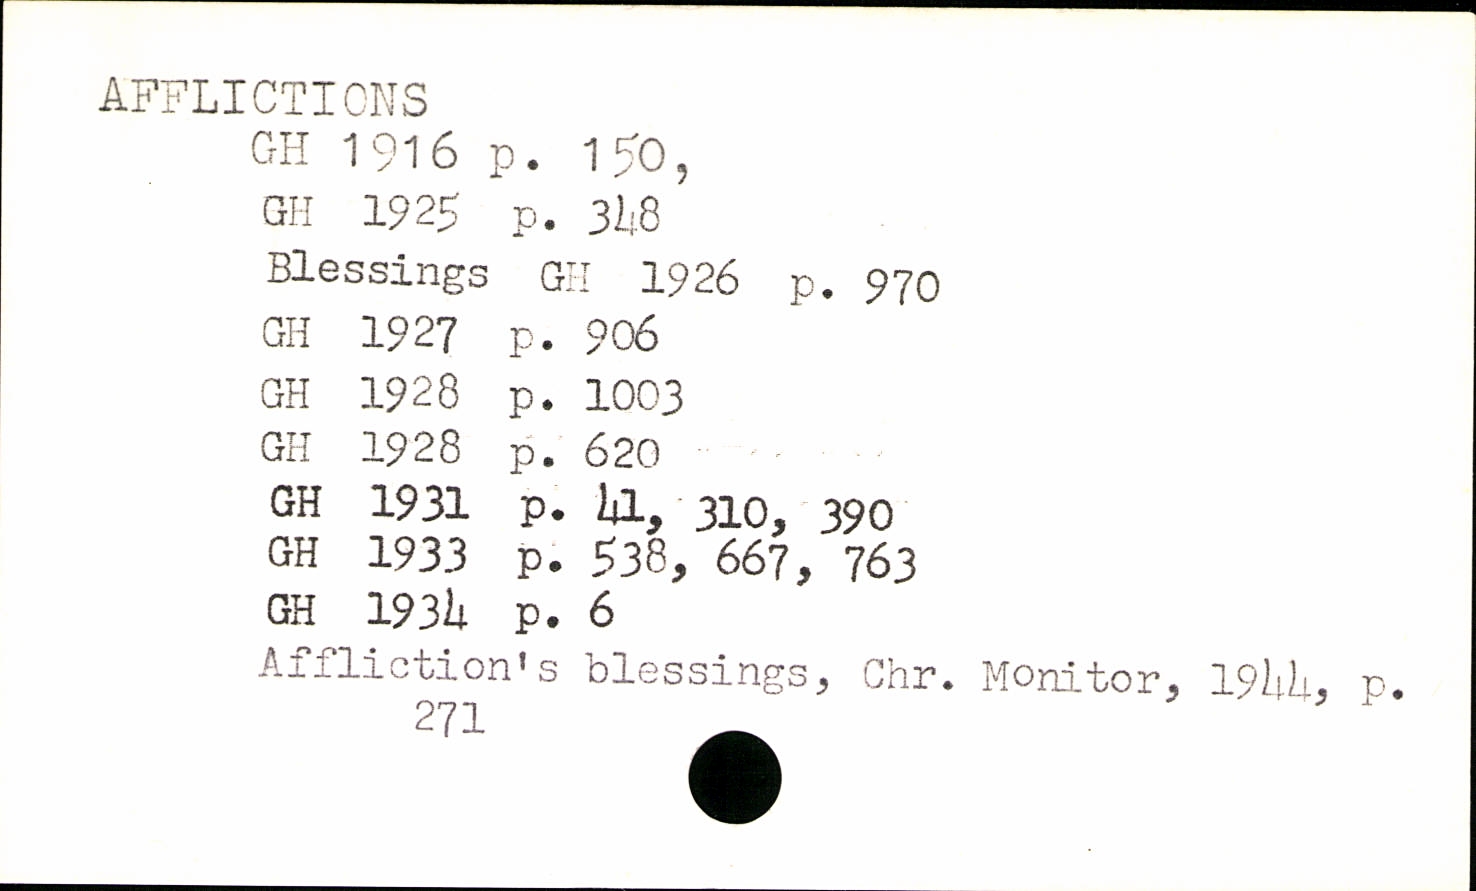 AFFLICTIONS
GH 1916 p. 150,
GH 1925 p. 348
Blessings GH 1926 p. 970
GH 1927 p. 906
GH 1928 p. 1003
GH 1928 p. 620
GH 1931 p. 41, 310, 390
GH 1933 p. 538, 667, 763
GH 1934 p. 6
Affliction's blessings, Chr. Monitor, 1944, p.
271